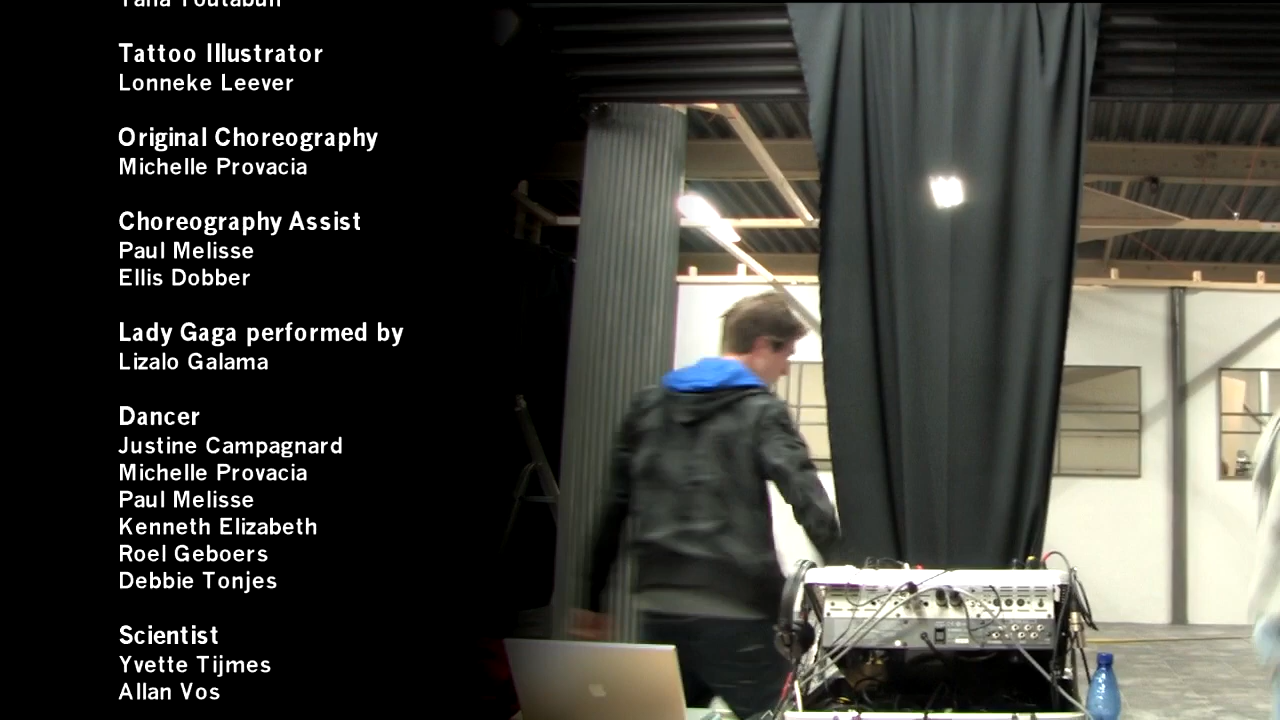 Tattoo Illustrator
Lonneke Leever
Original Choreography
Michelle Provacia
Choreography Assist
Paul Melisse
Ellis Dobber
Lady Gaga performed by
Lizalo Galama
Dancer
Justine Campagnard
Michelle Provacia
Paul Melisse
Kenneth Elizabeth
Roel Geboers
Debbie Tonjes
Scientist
Yvette Tijmes
Allan Vos